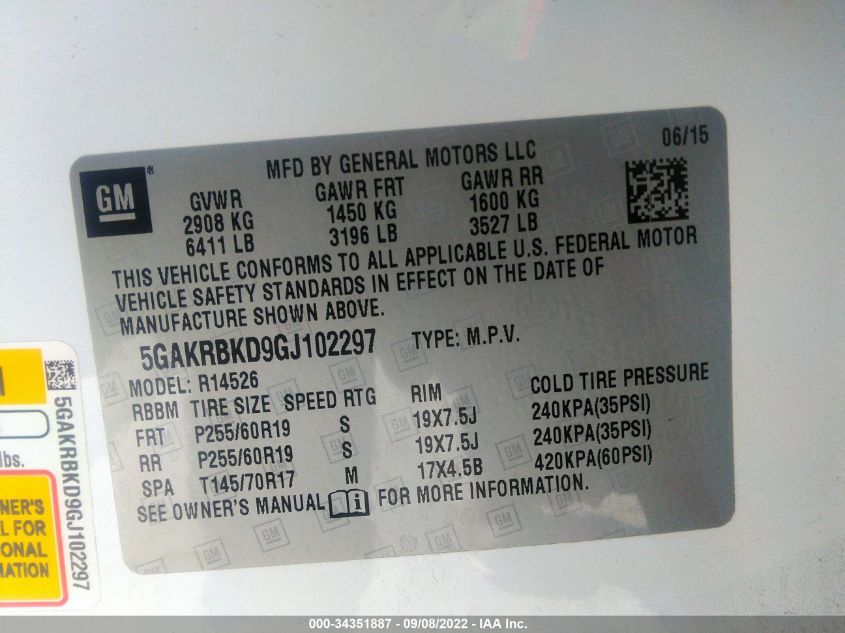 06/15
MFD BY GENERAL MOTORS LLC
GM ®
GVWR GAWR FRT GAWR RR
2908 KG 1450 KG 1600 KG
6411 LB 3196 LB 3527 LB
THIS VEHICLE CONFORMS TO ALL APPLICABLE U.S. FEDERAL MOTOR
VEHICLE SAFETY STANDARDS IN EFFECT ON THE DATE OF
MANUFACTURE SHOWN ABOVE.
5GAKRBKD9GJ102297 TYPE: M.P.V.
MODEL: R14526
RBBM TIRE SIZE SPEED RTG RIM COLD TIRE PRESSURE
FRT P255/60R19 S 19X7.5J 240KPA(35PSI)
RR P255/60R19 S 19X7.5J 240KPA(35PSI)
SPA T145/70R17 M 17X4.5B 420KPA(60PSI)
SEE OWNER'S MANUAL i FOR MORE INFORMATION.
5GAKRBKD9GJ102297
lbs.
NER'S
L FOR
ONAL
MATION
000-34351887 - 09/08/2022 - IAA Inc.